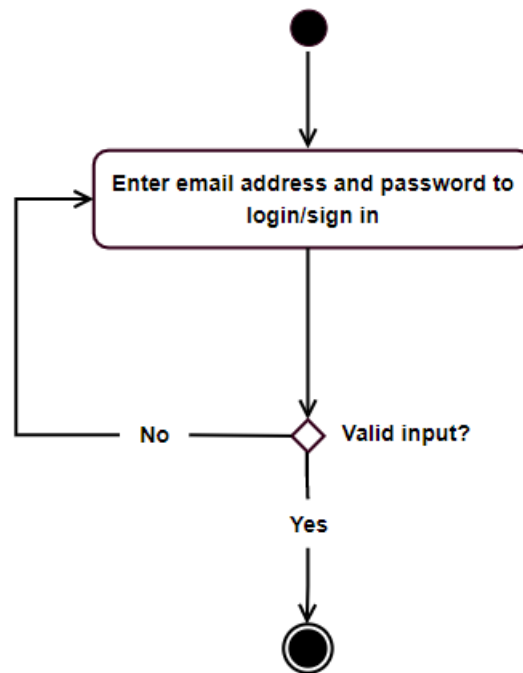 Enter email address and password to
login/sign in
No
Valid input?
Yes